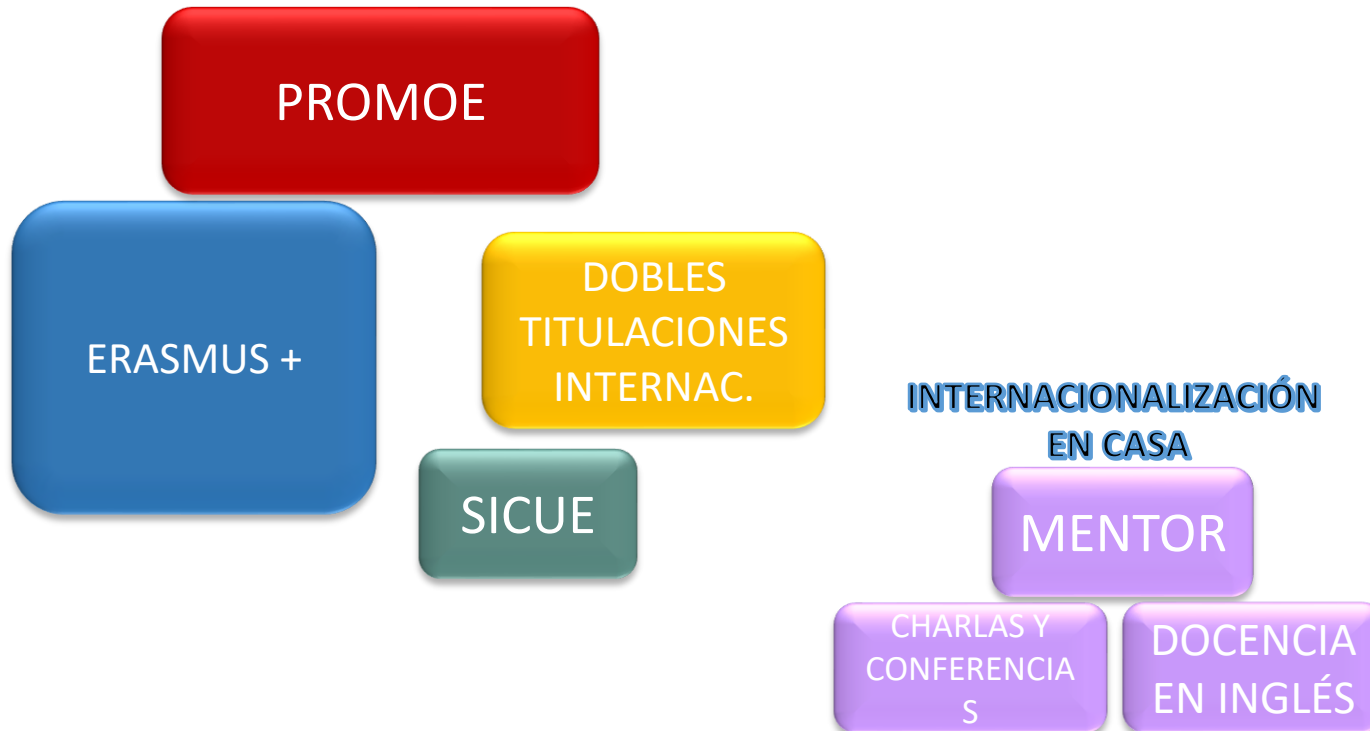 PROMOE
ERASMUS +
DOBLES
TITULACIONES
INTERNAC.
SICUE
INTERNACIONALIZACIÓN
EN CASA
MENTOR
CHARLAS Y
CONFERENCIA
S
DOCENCIA
EN INGLÉS